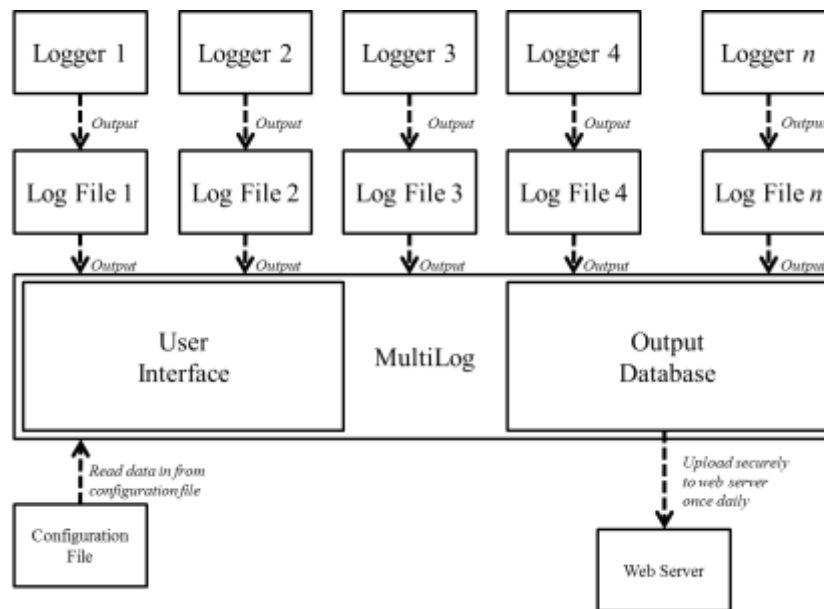 Logger 1
Logger 2
Logger 3
Logger 4
Logger n
Output
Output
Output
Output
Output
Log File 1
Log File 2
Log File 3
Log File 4
Log File n
Output
Output
Output
Output
Output
User
Interface
MultiLog
Output
Database
Read data in from
configuration file
Upload securely
to web server
once daily
Configuration
File
Web Server